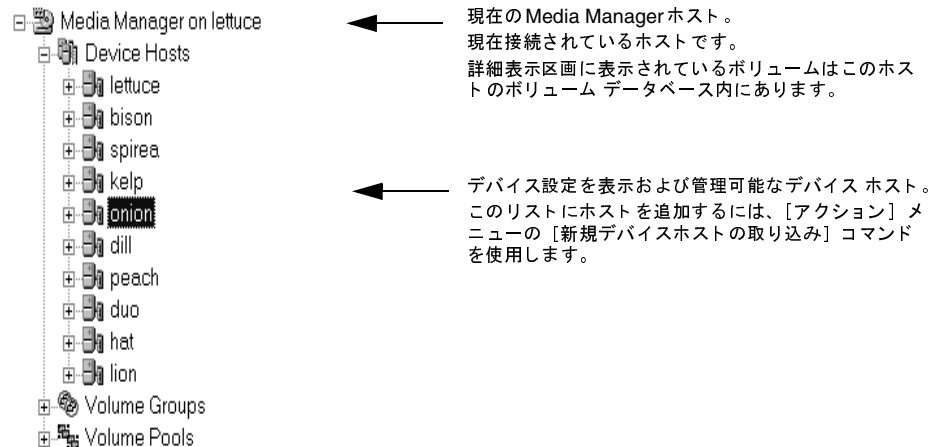 Media Manager on lettuce
Device Hosts
lettuce
bison
spirea
kelp
onion
dill
peach
duo
hat
lion
Volume Groups
Volume Pools
現在のMedia Managerホスト。
現在接続されているホストです。
詳細表示区画に表示されているボリュームはこのホス
トのボリューム データベース内にあります。
デバイス設定を表示および管理可能なデバイス ホスト。
このリストにホストを追加するには、［アクション］メ
ニューの［新規デバイスホストの取り込み］コマンド
を使用します。